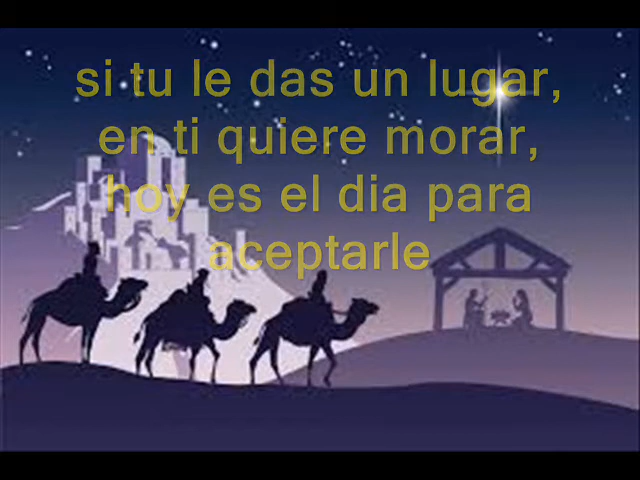 si tu le das un lugar,
en ti quiere morar,
hoy es el dia para
aceptarle